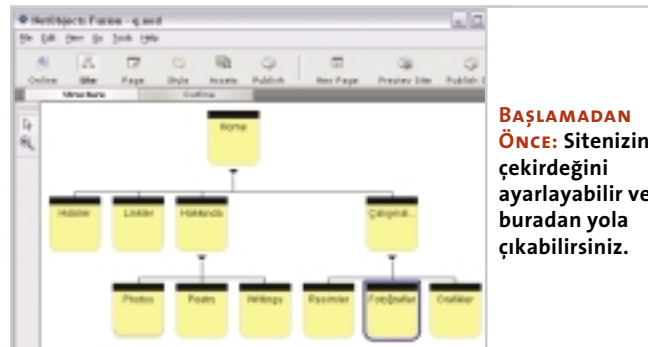 NetObjects Fusion - q.nod
File Edit View Go Tools Help
Online Site Page Style Assets Publish New Page Preview Site Publish S
Structure Outline
Home
Linkler Hakkında Çalışmal...
Photos Poetry Writings Resimler Fotoğraflar Grafikler
BAŞLAMADAN
ÖNCE: Sitenizin
çekirdeğini
ayarlayabilir ve
buradan yola
çıkabilirsiniz.